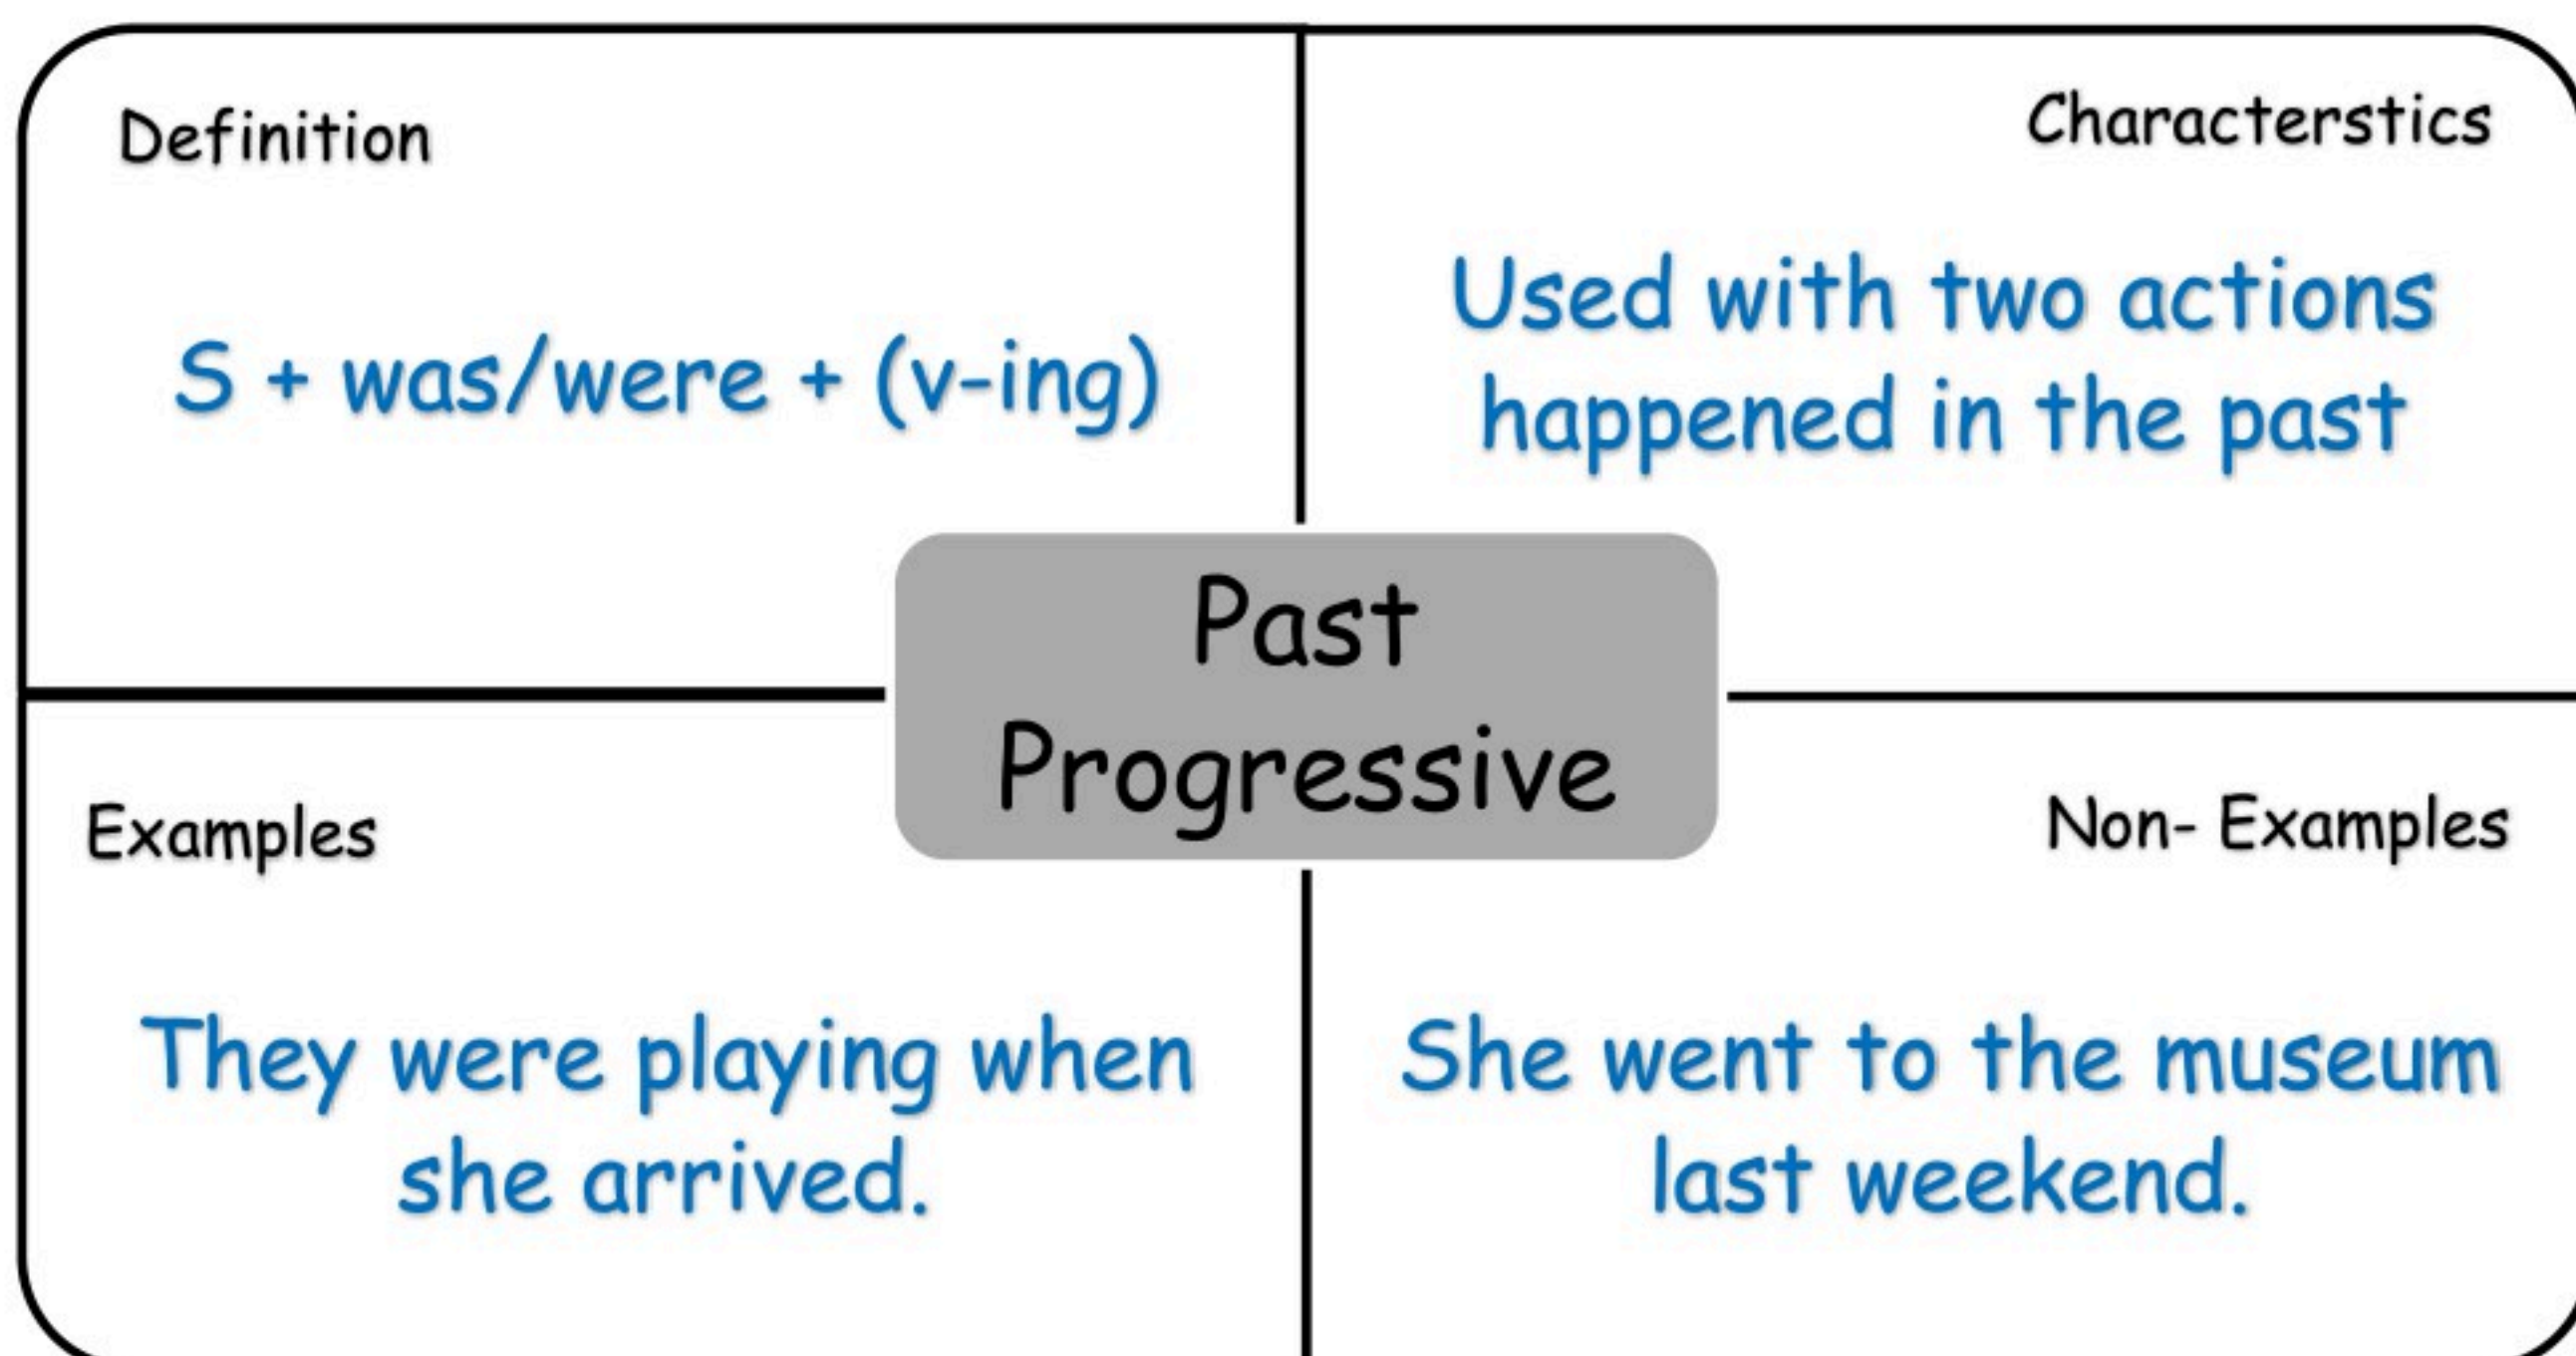 Definition
S + was/were + (v-ing)
Characterstics
Used with two actions
happened in the past
Past
Progressive
Examples
They were playing when
she arrived.
Non- Examples
She went to the museum
last weekend.